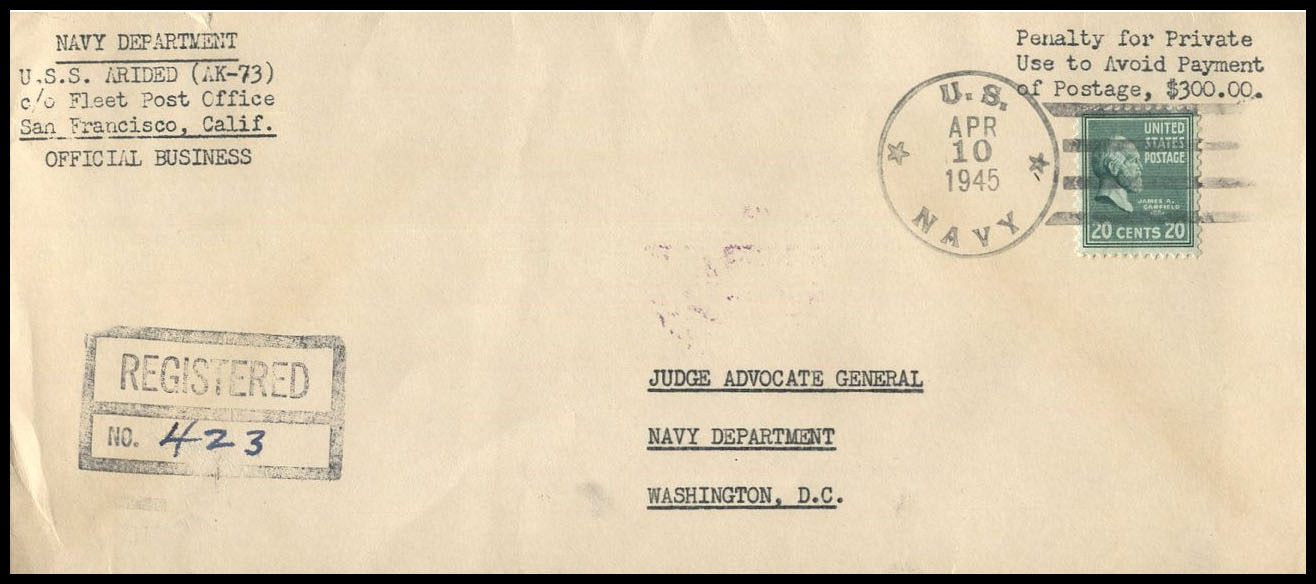 NAVY DEPARTMENT
U.S.S. ARIDED (AK-73)
c/o Fleet Post Office
San Francisco, Calif.
OFFICIAL BUSINESS
Penalty for Private
Use to Avoid Payment
of Postage, $300.00.
U.S.
APR
10
1945
NAVY
UNITED
STATES
POSTAGE
JAMES A.
GARFIELD
20 CENTS 20
REGISTERED
NO. 423
JUDGE ADVOCATE GENERAL
NAVY DEPARTMENT
WASHINGTON, D.C.